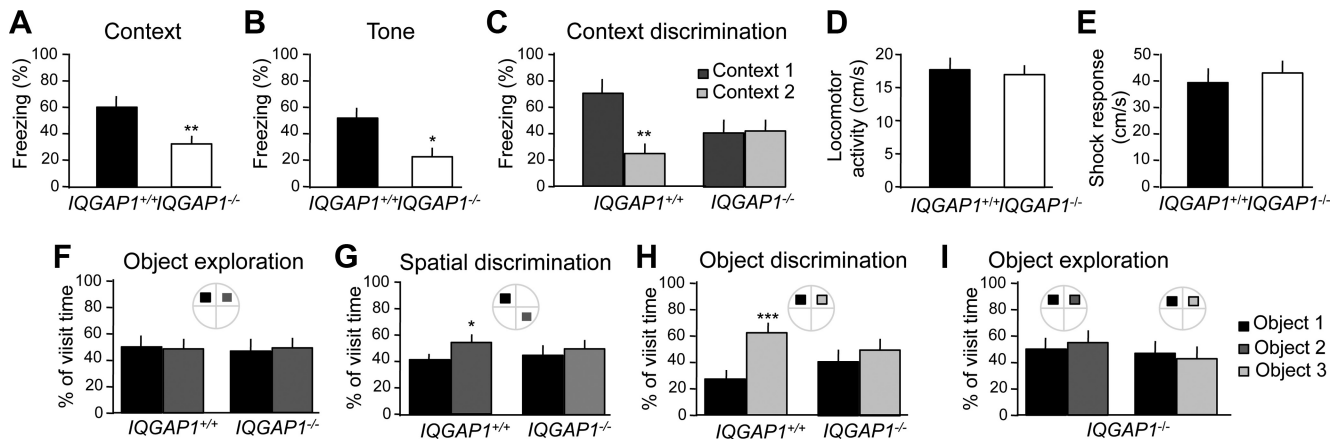 A
Context
Freezing (%)
100
80
60
40
20
0
**
IQGAP1+/+ IQGAP1-/-
B
Tone
Freezing (%)
100
80
60
40
20
0
*
IQGAP1+/+ IQGAP1-/-
C
Context discrimination
Freezing (%)
100
80
60
40
20
0
Context 1
Context 2
**
IQGAP1+/+ IQGAP1-/-
D
Locomotor
activity (cm/s)
20
15
10
5
0
IQGAP1+/+ IQGAP1-/-
E
Shock response
(cm/s)
50
40
30
20
10
0
IQGAP1+/+ IQGAP1-/-
F
Object exploration
% of viisit time
100
80
60
40
20
0
IQGAP1+/+ IQGAP1-/-
G
Spatial discrimination
% of viisit time
100
80
60
40
20
0
*
IQGAP1+/+ IQGAP1-/-
H
Object discrimination
% of viisit time
100
80
60
40
20
0
***
IQGAP1+/+ IQGAP1-/-
I
Object exploration
% of viisit time
100
80
60
40
20
0
Object 1
Object 2
Object 3
IQGAP1-/-